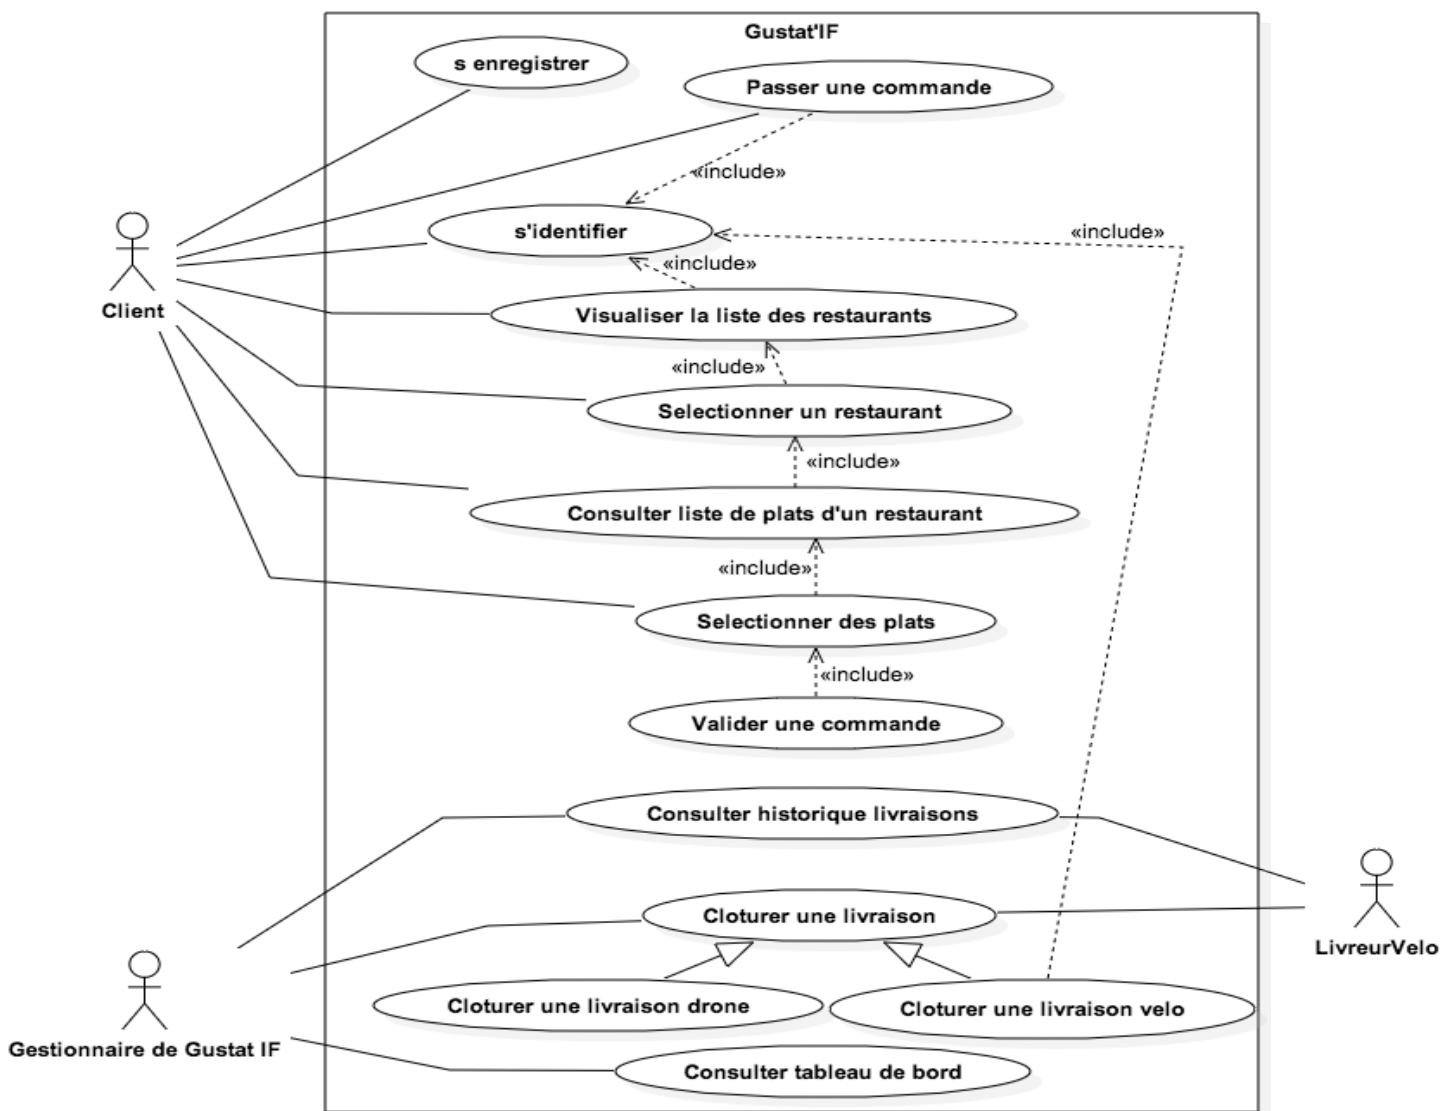 Gustat'IF
s enregistrer
Passer une commande
«include»
s'identifier
«include»
«include»
Client
Visualiser la liste des restaurants
«include»
Selectionner un restaurant
«include»
Consulter liste de plats d'un restaurant
«include»
Selectionner des plats
«include»
Valider une commande
Consulter historique livraisons
Cloturer une livraison
LivreurVelo
Cloturer une livraison drone
Cloturer une livraison velo
Gestionnaire de Gustat IF
Consulter tableau de bord